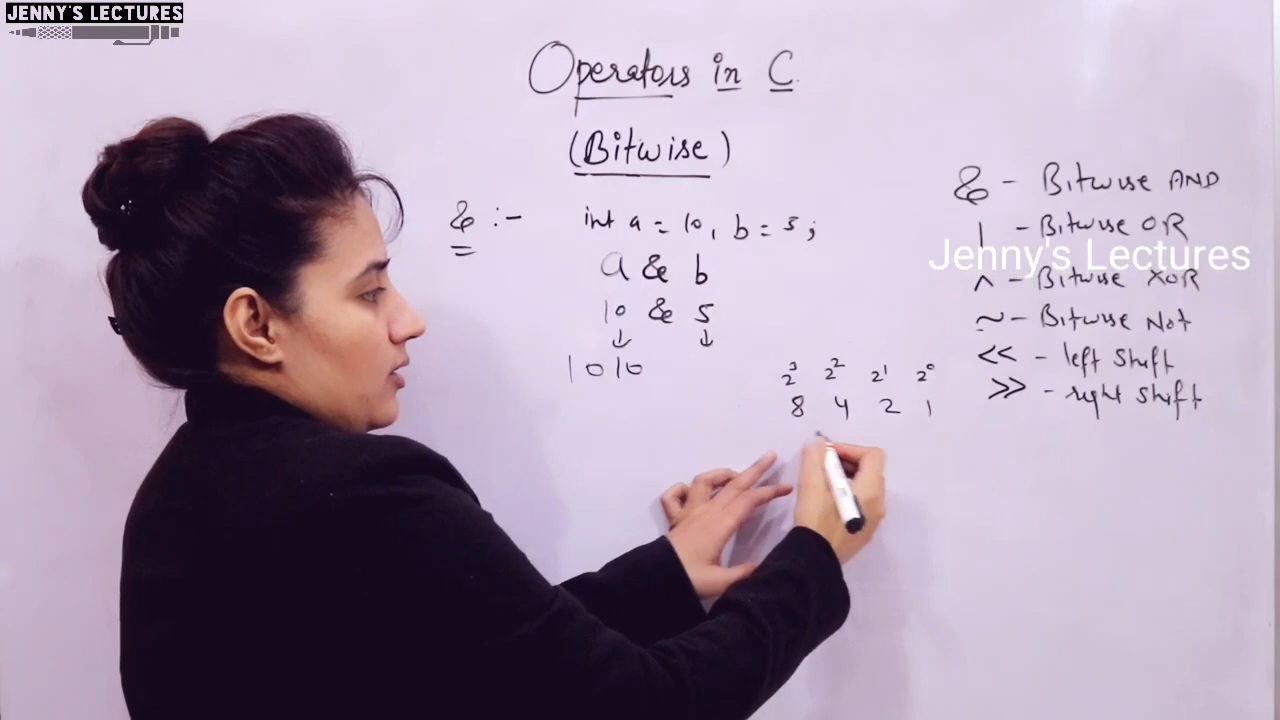 JENNY'S LECTURES
Operators in C.
(Bitwise)
& :- int a = 10, b = 5;
a & b
10 & 5
↓ ↓
1010
2³ 2² 2¹ 2⁰
8 4 2 1
& - Bitwise AND
| - Bitwise OR
Jenny's Lectures
^ - Bitwise XOR
~ - Bitwise Not
<< - left Shift
>> - right Shift